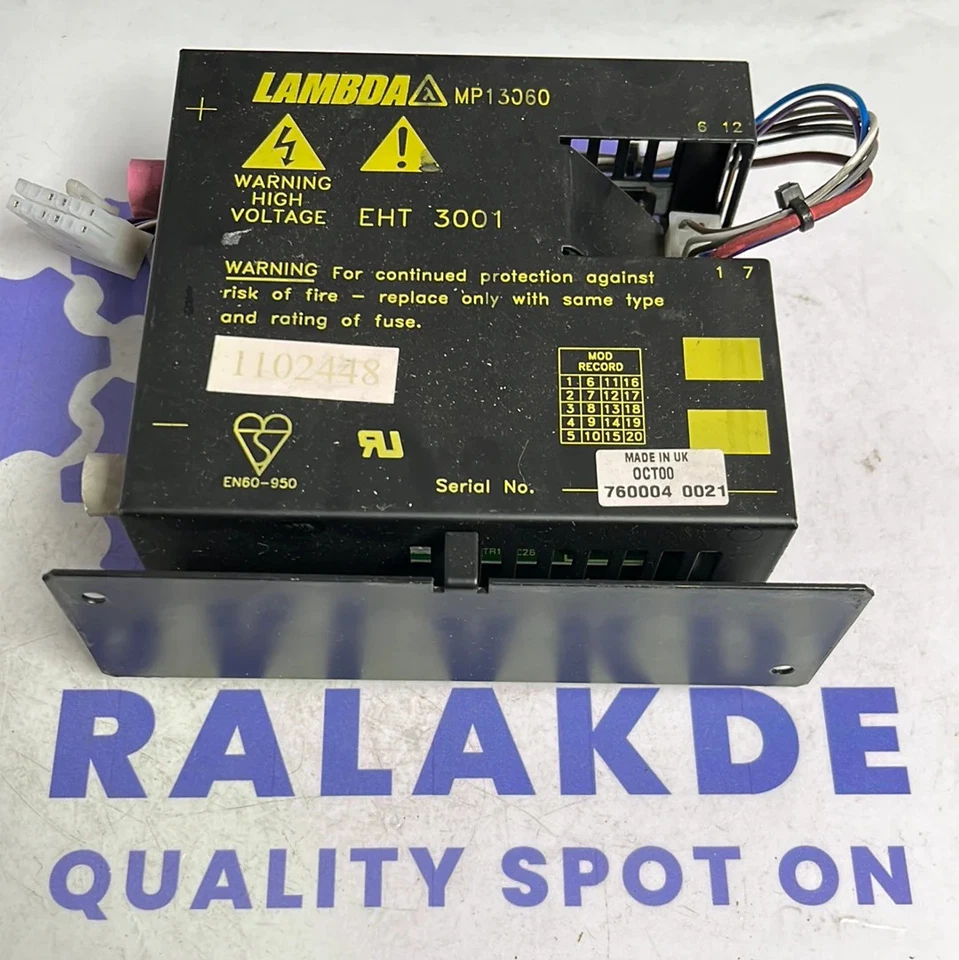 LAMBDA λ MP13060
6 12
WARNING
HIGH
VOLTAGE
EHT 3001
WARNING For continued protection against
risk of fire – replace only with same type
and rating of fuse.
1 7
1102448
MOD
RECORD
1 6 11 16
2 7 12 17
3 8 13 18
4 9 14 19
5 10 15 20
EN60-950
Serial No.
MADE IN UK
OCT00
760004 0021
TR1 C26
RALAKDE
QUALITY SPOT ON